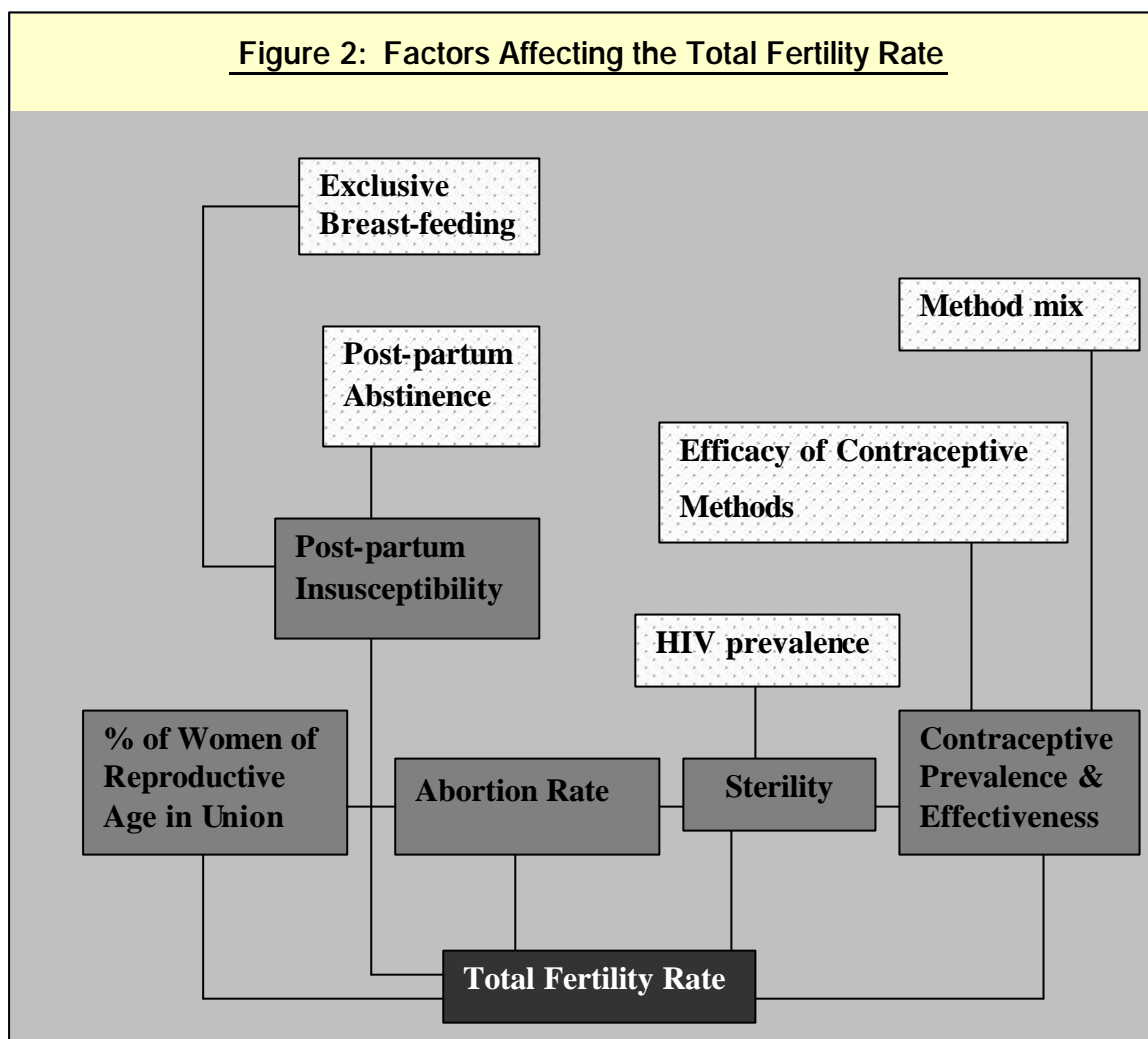 Figure 2: Factors Affecting the Total Fertility Rate
Exclusive
Breast-feeding
Method mix
Post-partum
Abstinence
Efficacy of Contraceptive
Methods
Post-partum
Insusceptibility
HIV prevalence
% of Women of
Reproductive
Age in Union
Abortion Rate
Sterility
Contraceptive
Prevalence &
Effectiveness
Total Fertility Rate